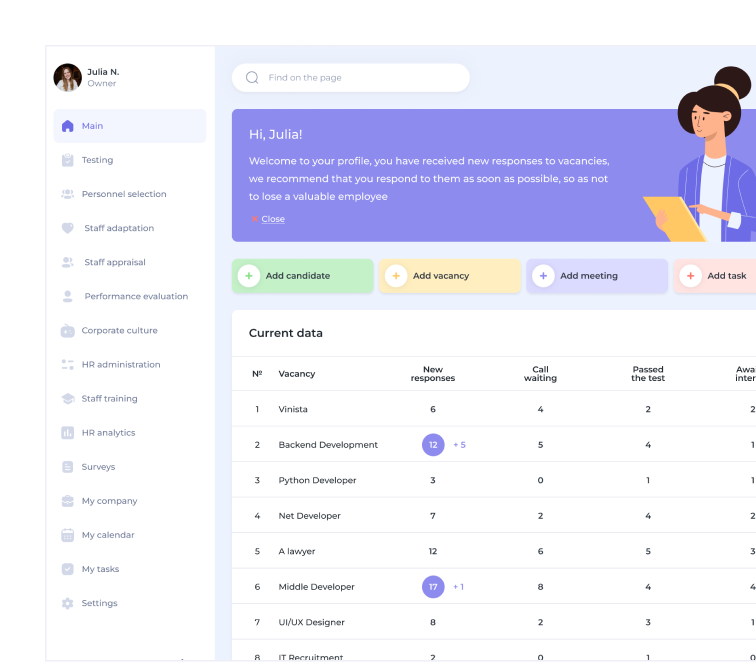 Julia N.
Owner
Main
Testing
Personnel selection
Staff adaptation
Staff appraisal
Performance evaluation
Corporate culture
HR administration
Staff training
HR analytics
Surveys
My company
My calendar
My tasks
Settings
Find on the page
Hi, Julia!
Welcome to your profile, you have received new responses to vacancies,
we recommend that you respond to them as soon as possible, so as not
to lose a valuable employee
Close
+ Add candidate
+ Add vacancy
+ Add meeting
+ Add task
Current data
№ Vacancy New responses Call waiting Passed the test Awa inter
1 Vinista 6 4 2 2
2 Backend Development 12 + 5 5 4 1
3 Python Developer 3 0 1 1
4 Net Developer 7 2 4 2
5 A lawyer 12 6 5 3
6 Middle Developer 17 + 1 8 4 4
7 UI/UX Designer 8 2 3 1
8 IT Recruitment 2 0 1 0